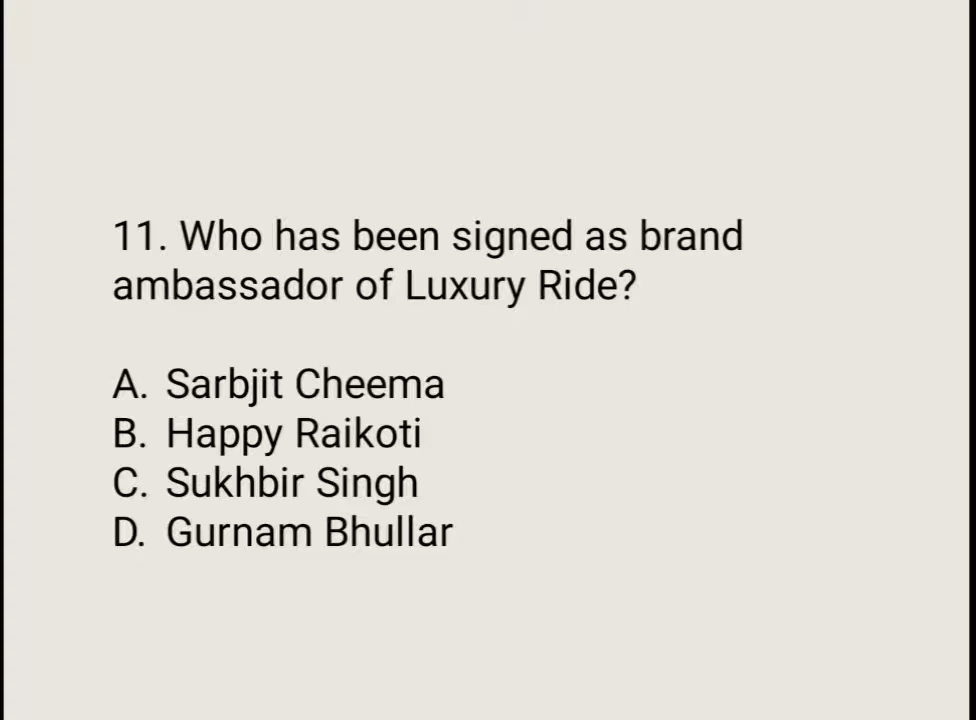 11. Who has been signed as brand
ambassador of Luxury Ride?
A. Sarbjit Cheema
B. Happy Raikoti
C. Sukhbir Singh
D. Gurnam Bhullar